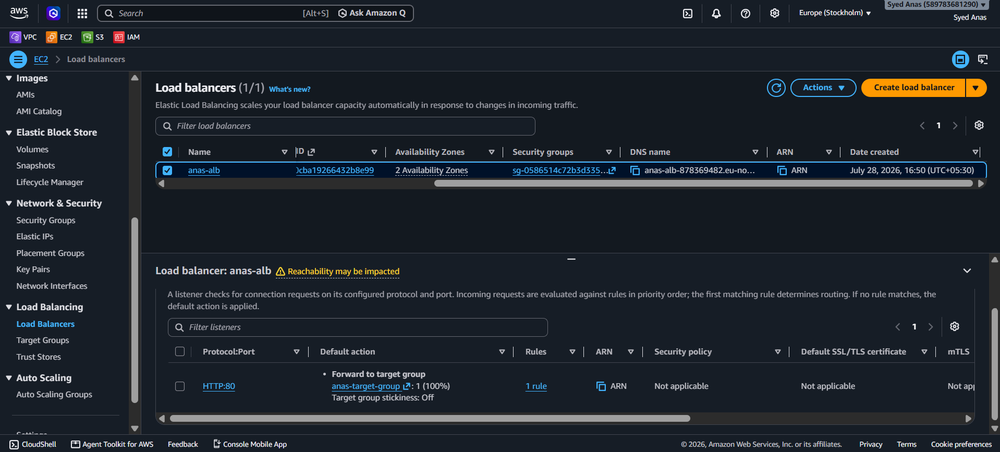 aws
Search
[Alt+S]
Ask Amazon Q
Europe (Stockholm)
Syed Anas (589783681290)
Syed Anas
VPC
EC2
S3
IAM
EC2
Load balancers
Images
AMIs
AMI Catalog
Elastic Block Store
Volumes
Snapshots
Lifecycle Manager
Network & Security
Security Groups
Elastic IPs
Placement Groups
Key Pairs
Network Interfaces
Load Balancing
Load Balancers
Target Groups
Trust Stores
Auto Scaling
Auto Scaling Groups
Settings
Load balancers (1/1) What's new?
Actions
Create load balancer
Elastic Load Balancing scales your load balancer capacity automatically in response to changes in incoming traffic.
Filter load balancers
1
Name ID Availability Zones Security groups DNS name ARN Date created
anas-alb 0cba19266432b8e99 2 Availability Zones sg-0586514c72b3d335... anas-alb-878369482.eu-no... ARN July 28, 2026, 16:50 (UTC+05:30)
Load balancer: anas-alb Reachability may be impacted
A listener checks for connection requests on its configured protocol and port. Incoming requests are evaluated against rules in priority order; the first matching rule determines routing. If no rule matches, the
default action is applied.
Filter listeners
1
Protocol:Port Default action Rules ARN Security policy Default SSL/TLS certificate mTLS
• Forward to target group
HTTP:80 anas-target-group : 1 (100%) 1 rule ARN Not applicable Not applicable Not app
Target group stickiness: Off
CloudShell Agent Toolkit for AWS Feedback Console Mobile App © 2026, Amazon Web Services, Inc. or its affiliates. Privacy Terms Cookie preferences